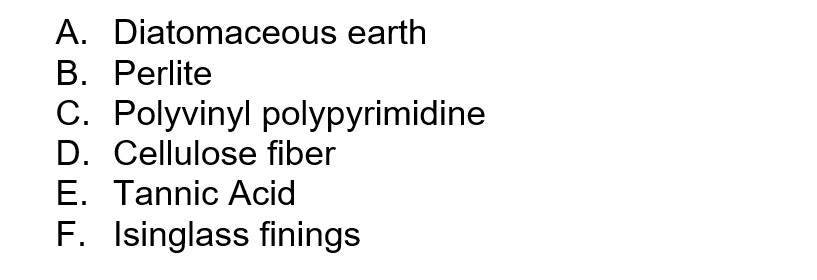 A. Diatomaceous earth
B. Perlite
C. Polyvinyl polypyrimidine
D. Cellulose fiber
E. Tannic Acid
F. Isinglass finings